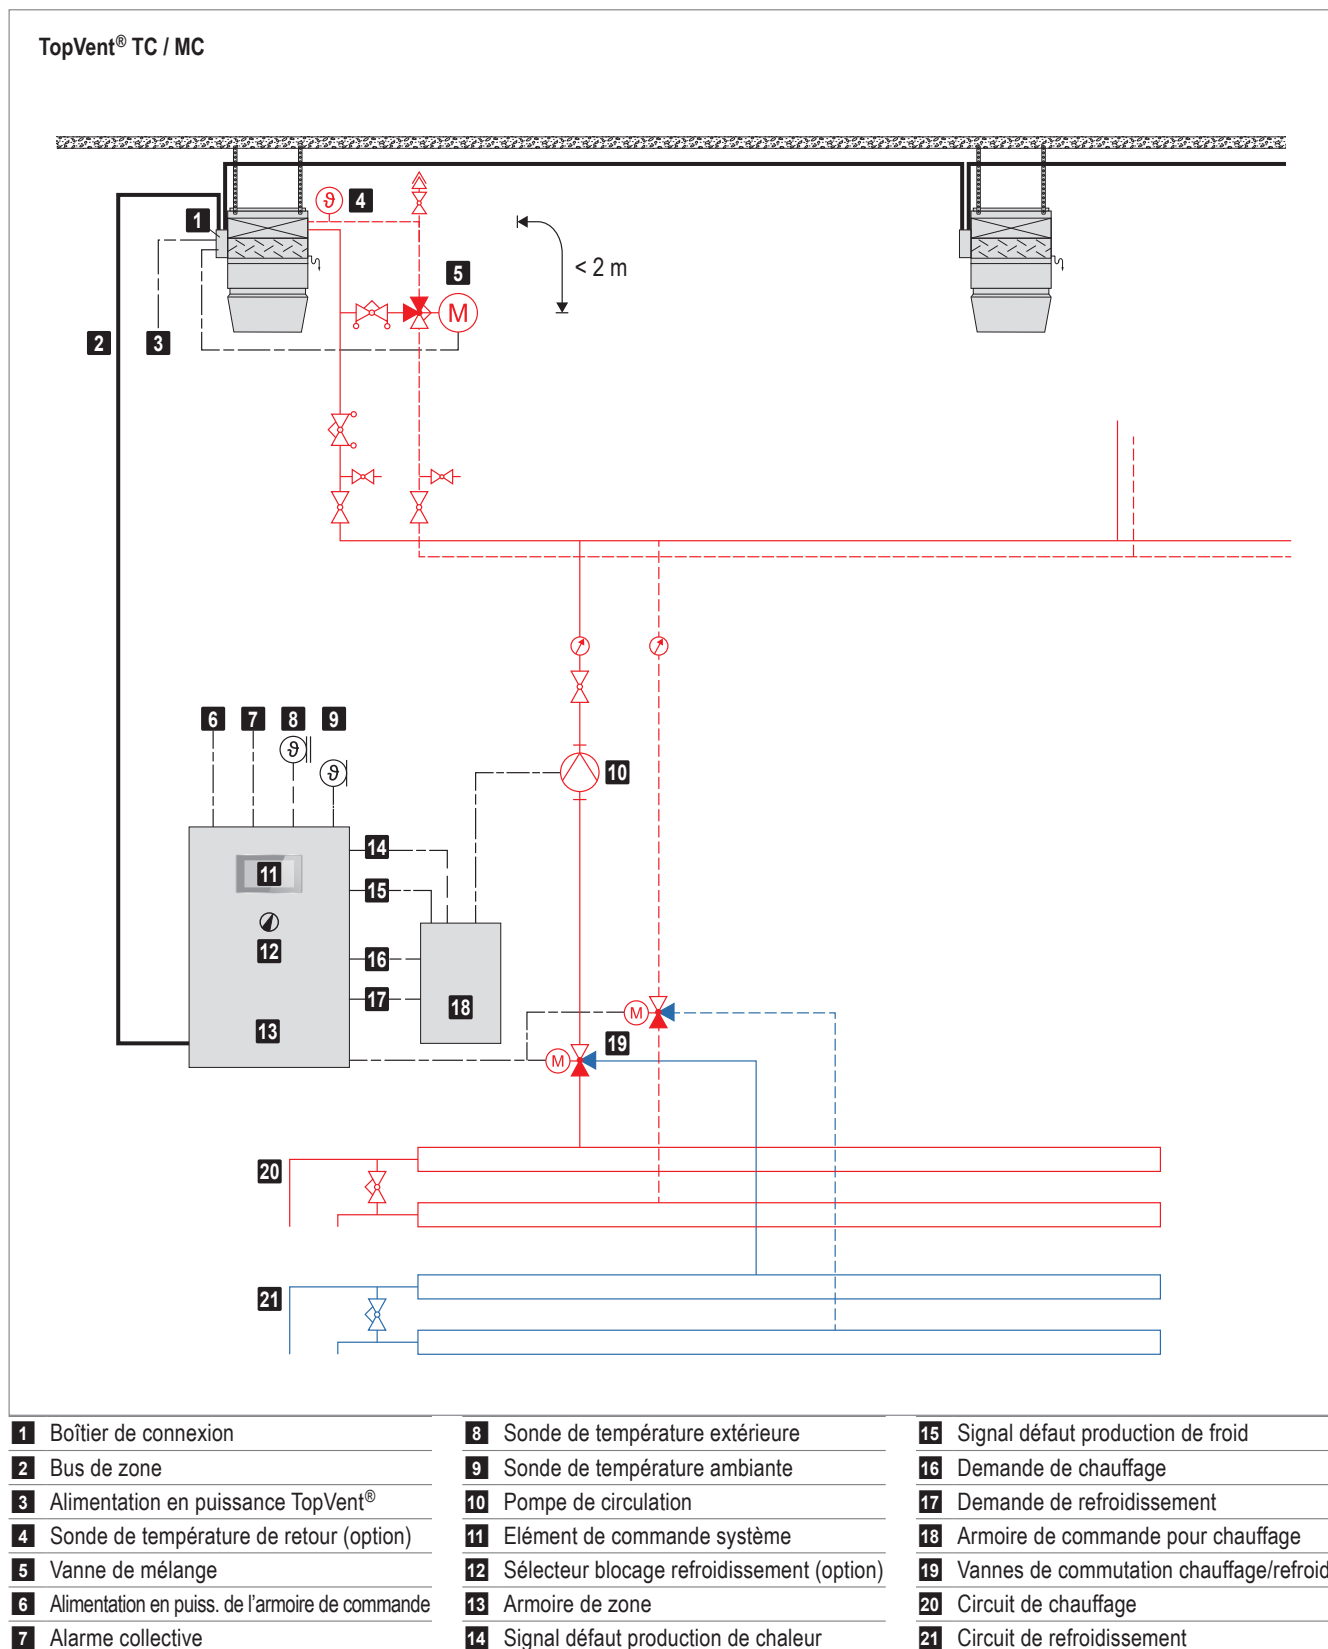 TopVent® TC / MC
1
4
ϑ
5
< 2 m
M
2
3
6
7
8
9
ϑ
ϑ
10
14
11
15
12
16
17
18
13
M
19
M
20
21
1 Boîtier de connexion
2 Bus de zone
3 Alimentation en puissance TopVent®
4 Sonde de température de retour (option)
5 Vanne de mélange
6 Alimentation en puiss. de l'armoire de commande
7 Alarme collective
8 Sonde de température extérieure
9 Sonde de température ambiante
10 Pompe de circulation
11 Elément de commande système
12 Sélecteur blocage refroidissement (option)
13 Armoire de zone
14 Signal défaut production de chaleur
15 Signal défaut production de froid
16 Demande de chauffage
17 Demande de refroidissement
18 Armoire de commande pour chauffage
19 Vannes de commutation chauffage/refroid
20 Circuit de chauffage
21 Circuit de refroidissement